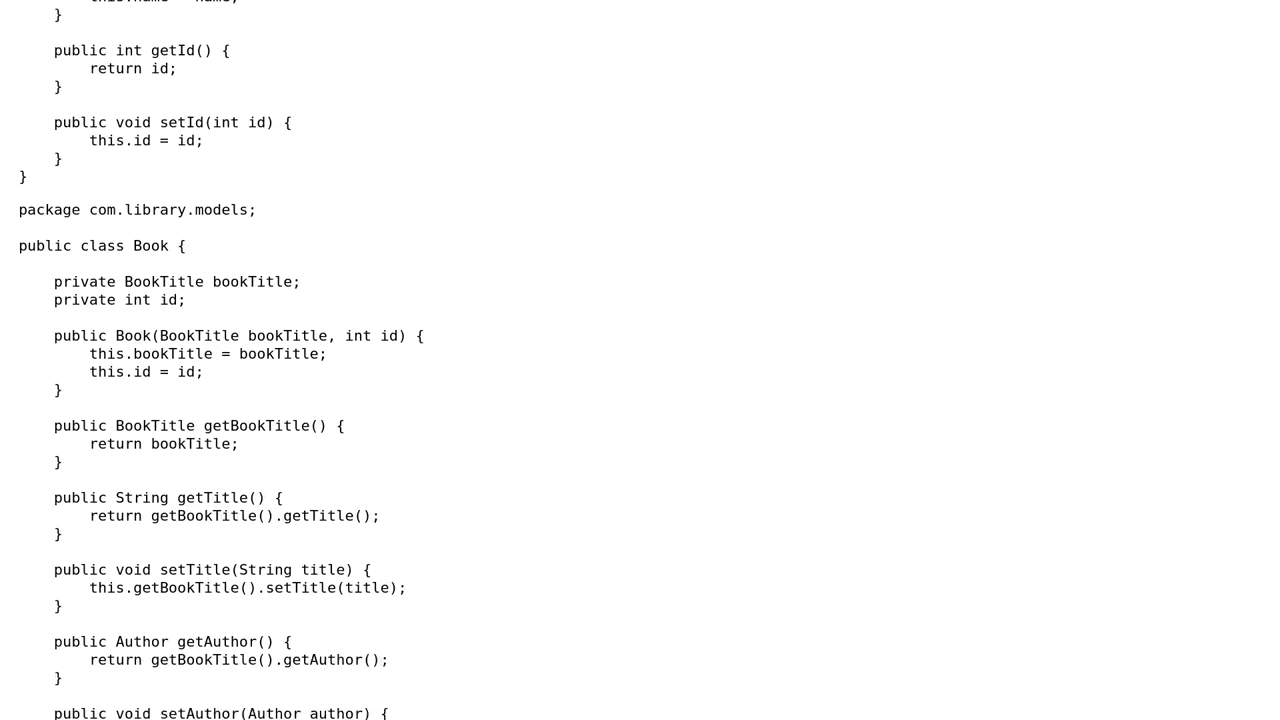 }

    public int getId() {
        return id;
    }

    public void setId(int id) {
        this.id = id;
    }
}

package com.library.models;

public class Book {

    private BookTitle bookTitle;
    private int id;

    public Book(BookTitle bookTitle, int id) {
        this.bookTitle = bookTitle;
        this.id = id;
    }

    public BookTitle getBookTitle() {
        return bookTitle;
    }

    public String getTitle() {
        return getBookTitle().getTitle();
    }

    public void setTitle(String title) {
        this.getBookTitle().setTitle(title);
    }

    public Author getAuthor() {
        return getBookTitle().getAuthor();
    }

    public void setAuthor(Author author) {